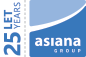 25 LET
YEARS
asiana
GROUP